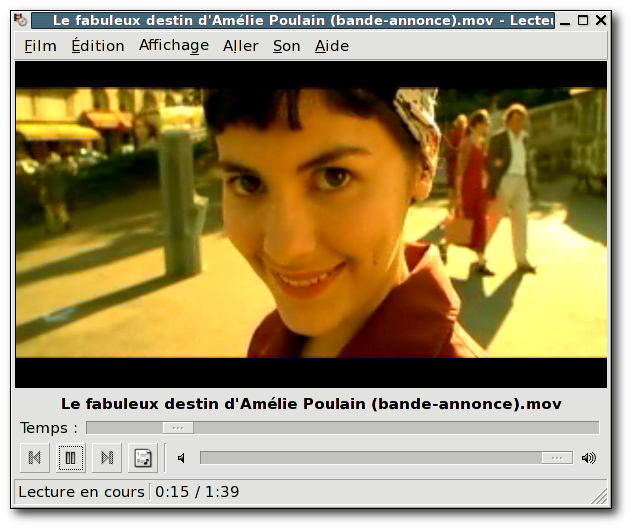 Le fabuleux destin d'Amélie Poulain (bande-annonce).mov - Lecteu
Film Édition Affichage Aller Son Aide
Le fabuleux destin d'Amélie Poulain (bande-annonce).mov
Temps :
Lecture en cours 0:15 / 1:39